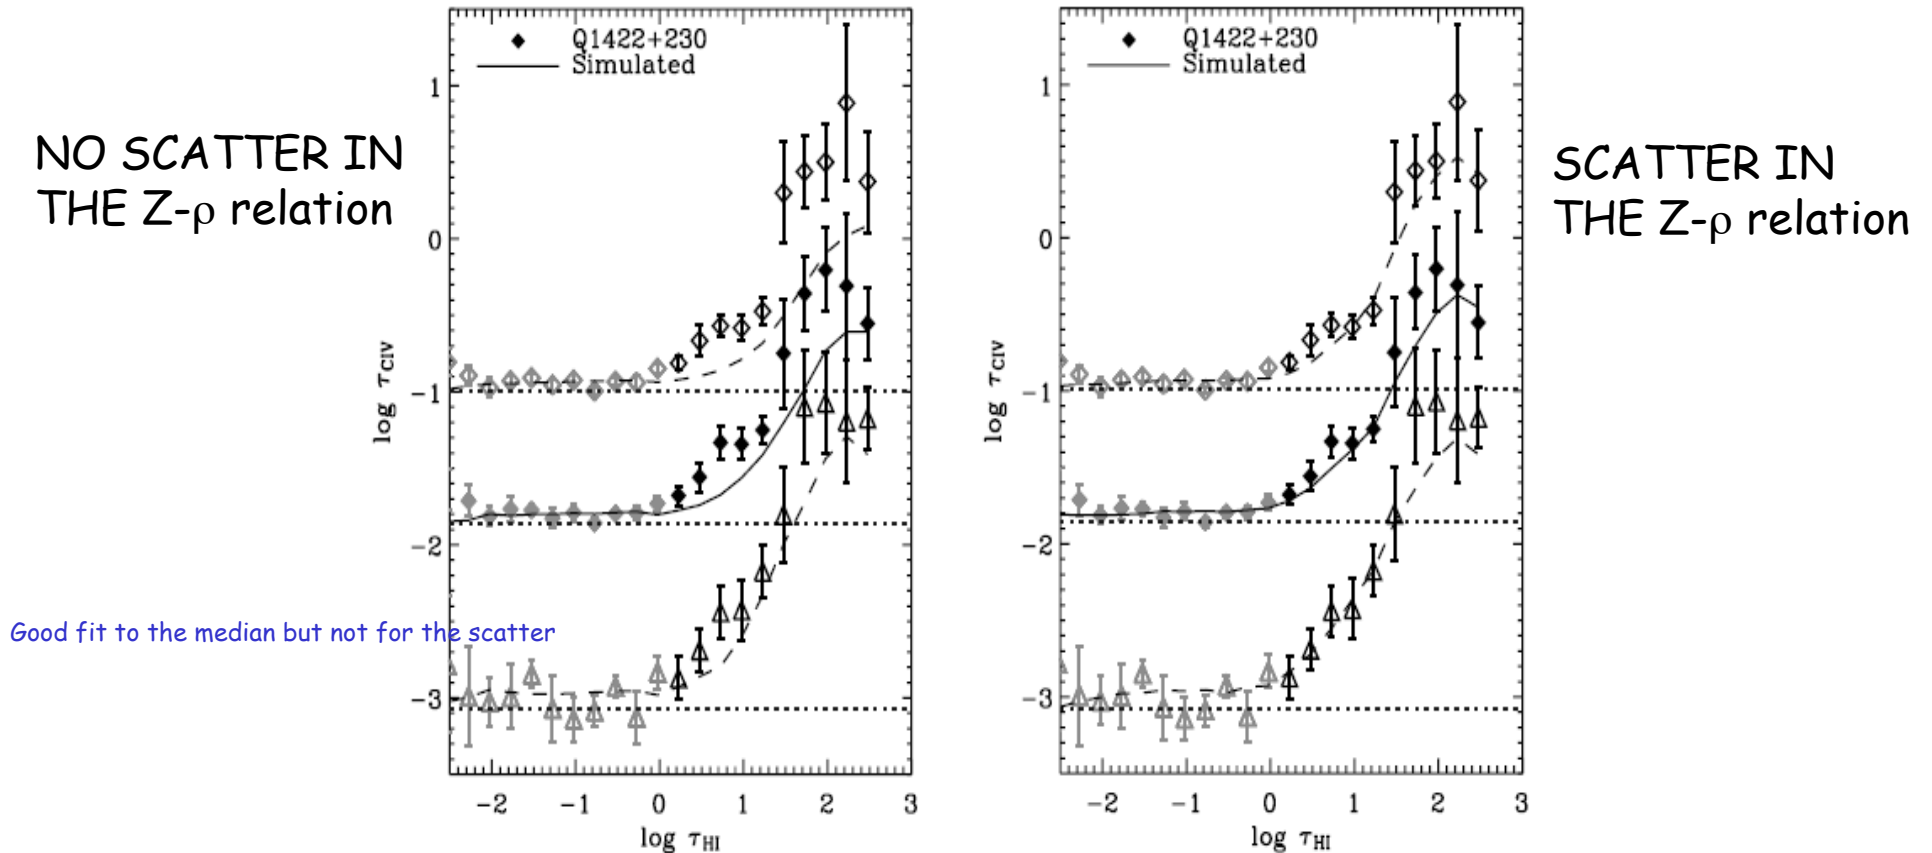 NO SCATTER IN
THE Z-ρ relation
Good fit to the median but not for the scatter
Q1422+230
Simulated
1
0
−1
−2
−3
log τCIV
−2 −1 0 1 2 3
log τHI
Q1422+230
Simulated
1
0
−1
−2
−3
log τCIV
−2 −1 0 1 2 3
log τHI
SCATTER IN
THE Z-ρ relation